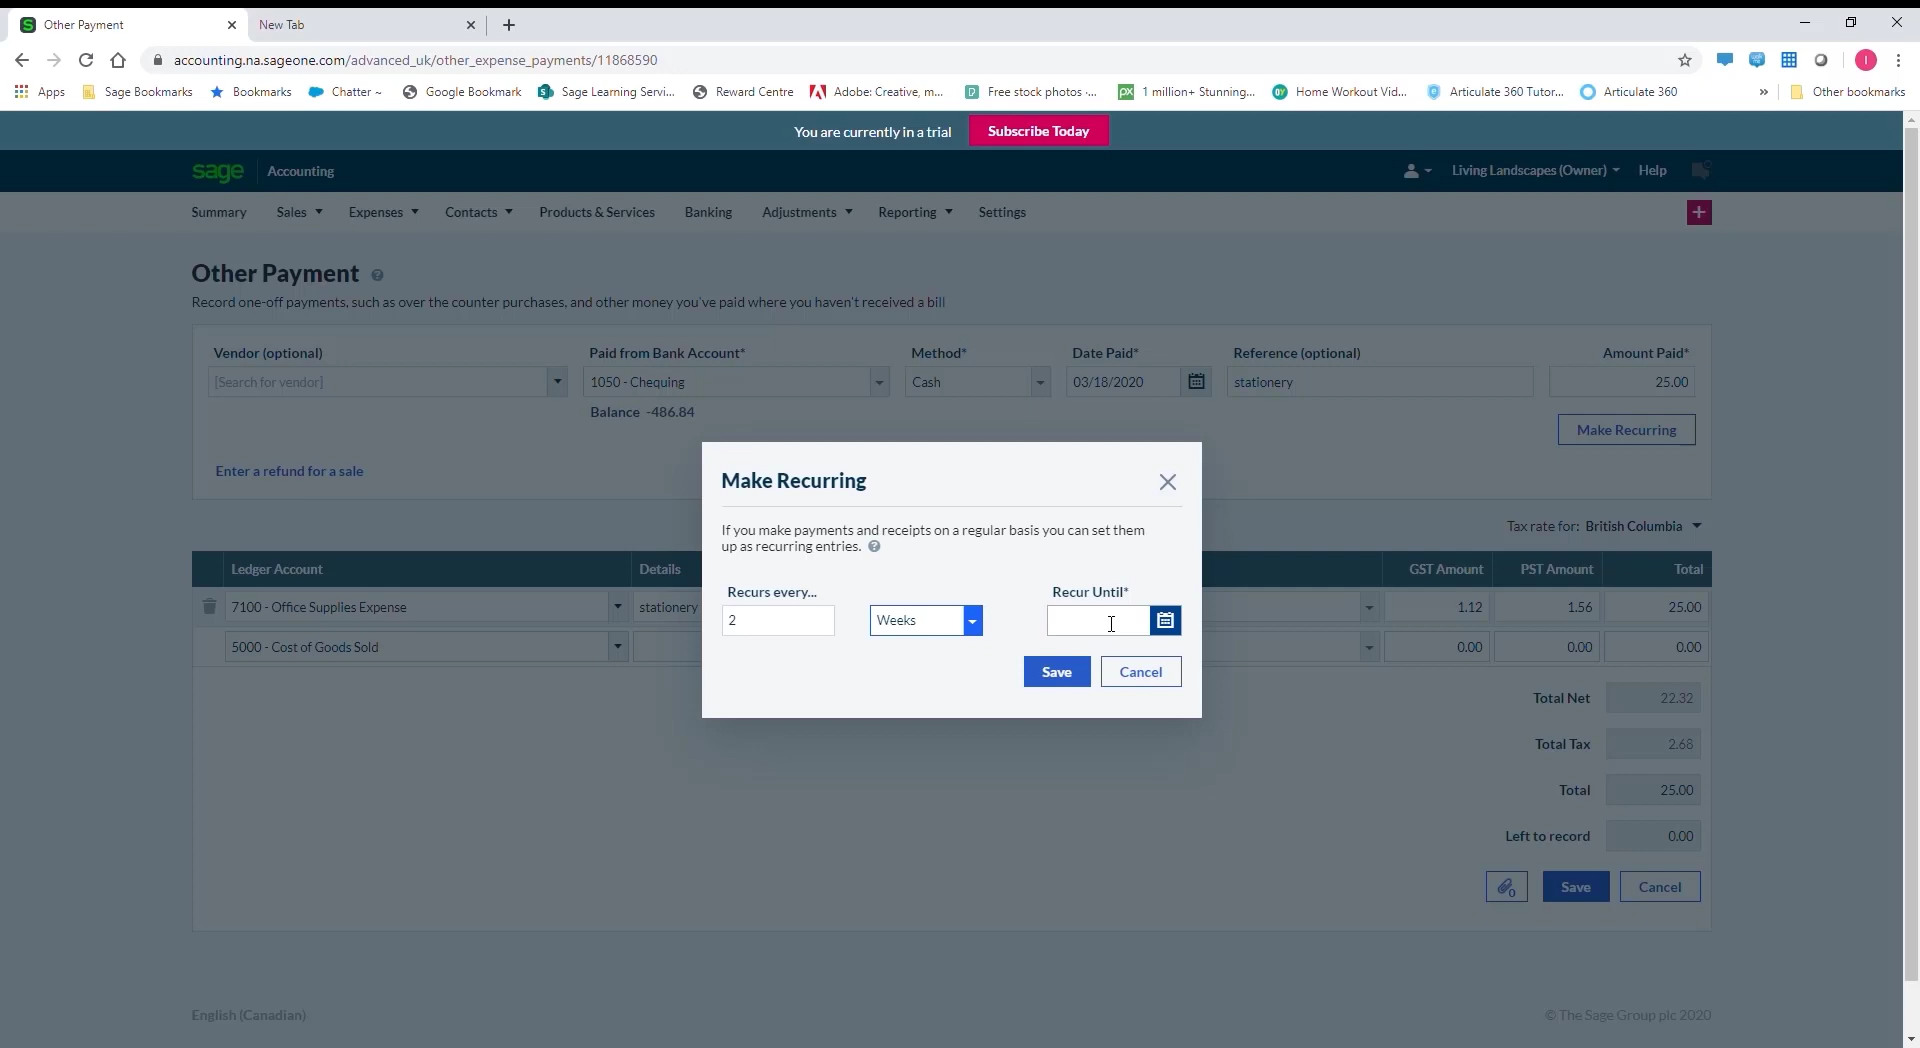 Other Payment
New Tab
accounting.na.sageone.com/advanced_uk/other_expense_payments/11868590
I
Apps Sage Bookmarks Bookmarks Chatter ~ Google Bookmark Sage Learning Servi... Reward Centre Adobe: Creative, m... Free stock photos ·... 1 million+ Stunning... Home Workout Vid... Articulate 360 Tutor... Articulate 360 » Other bookmarks
You are currently in a trial Subscribe Today
sage Accounting Living Landscapes (Owner) Help
Summary Sales Expenses Contacts Products & Services Banking Adjustments Reporting Settings +
Other Payment ?
Record one-off payments, such as over the counter purchases, and other money you've paid where you haven't received a bill
Vendor (optional) Paid from Bank Account* Method* Date Paid* Reference (optional) Amount Paid*
[Search for vendor] 1050 - Chequing Cash 03/18/2020 stationery 25.00
Balance -486.84
Make Recurring
Enter a refund for a sale
Make Recurring
If you make payments and receipts on a regular basis you can set them
up as recurring entries. ?
Recurs every... Recur Until*
2 Weeks
Save Cancel
Tax rate for: British Columbia
Ledger Account Details GST Amount PST Amount Total
7100 - Office Supplies Expense stationery 1.12 1.56 25.00
5000 - Cost of Goods Sold 0.00 0.00 0.00
Total Net 22.32
Total Tax 2.68
Total 25.00
Left to record 0.00
0 Save Cancel
English (Canadian) © The Sage Group plc 2020